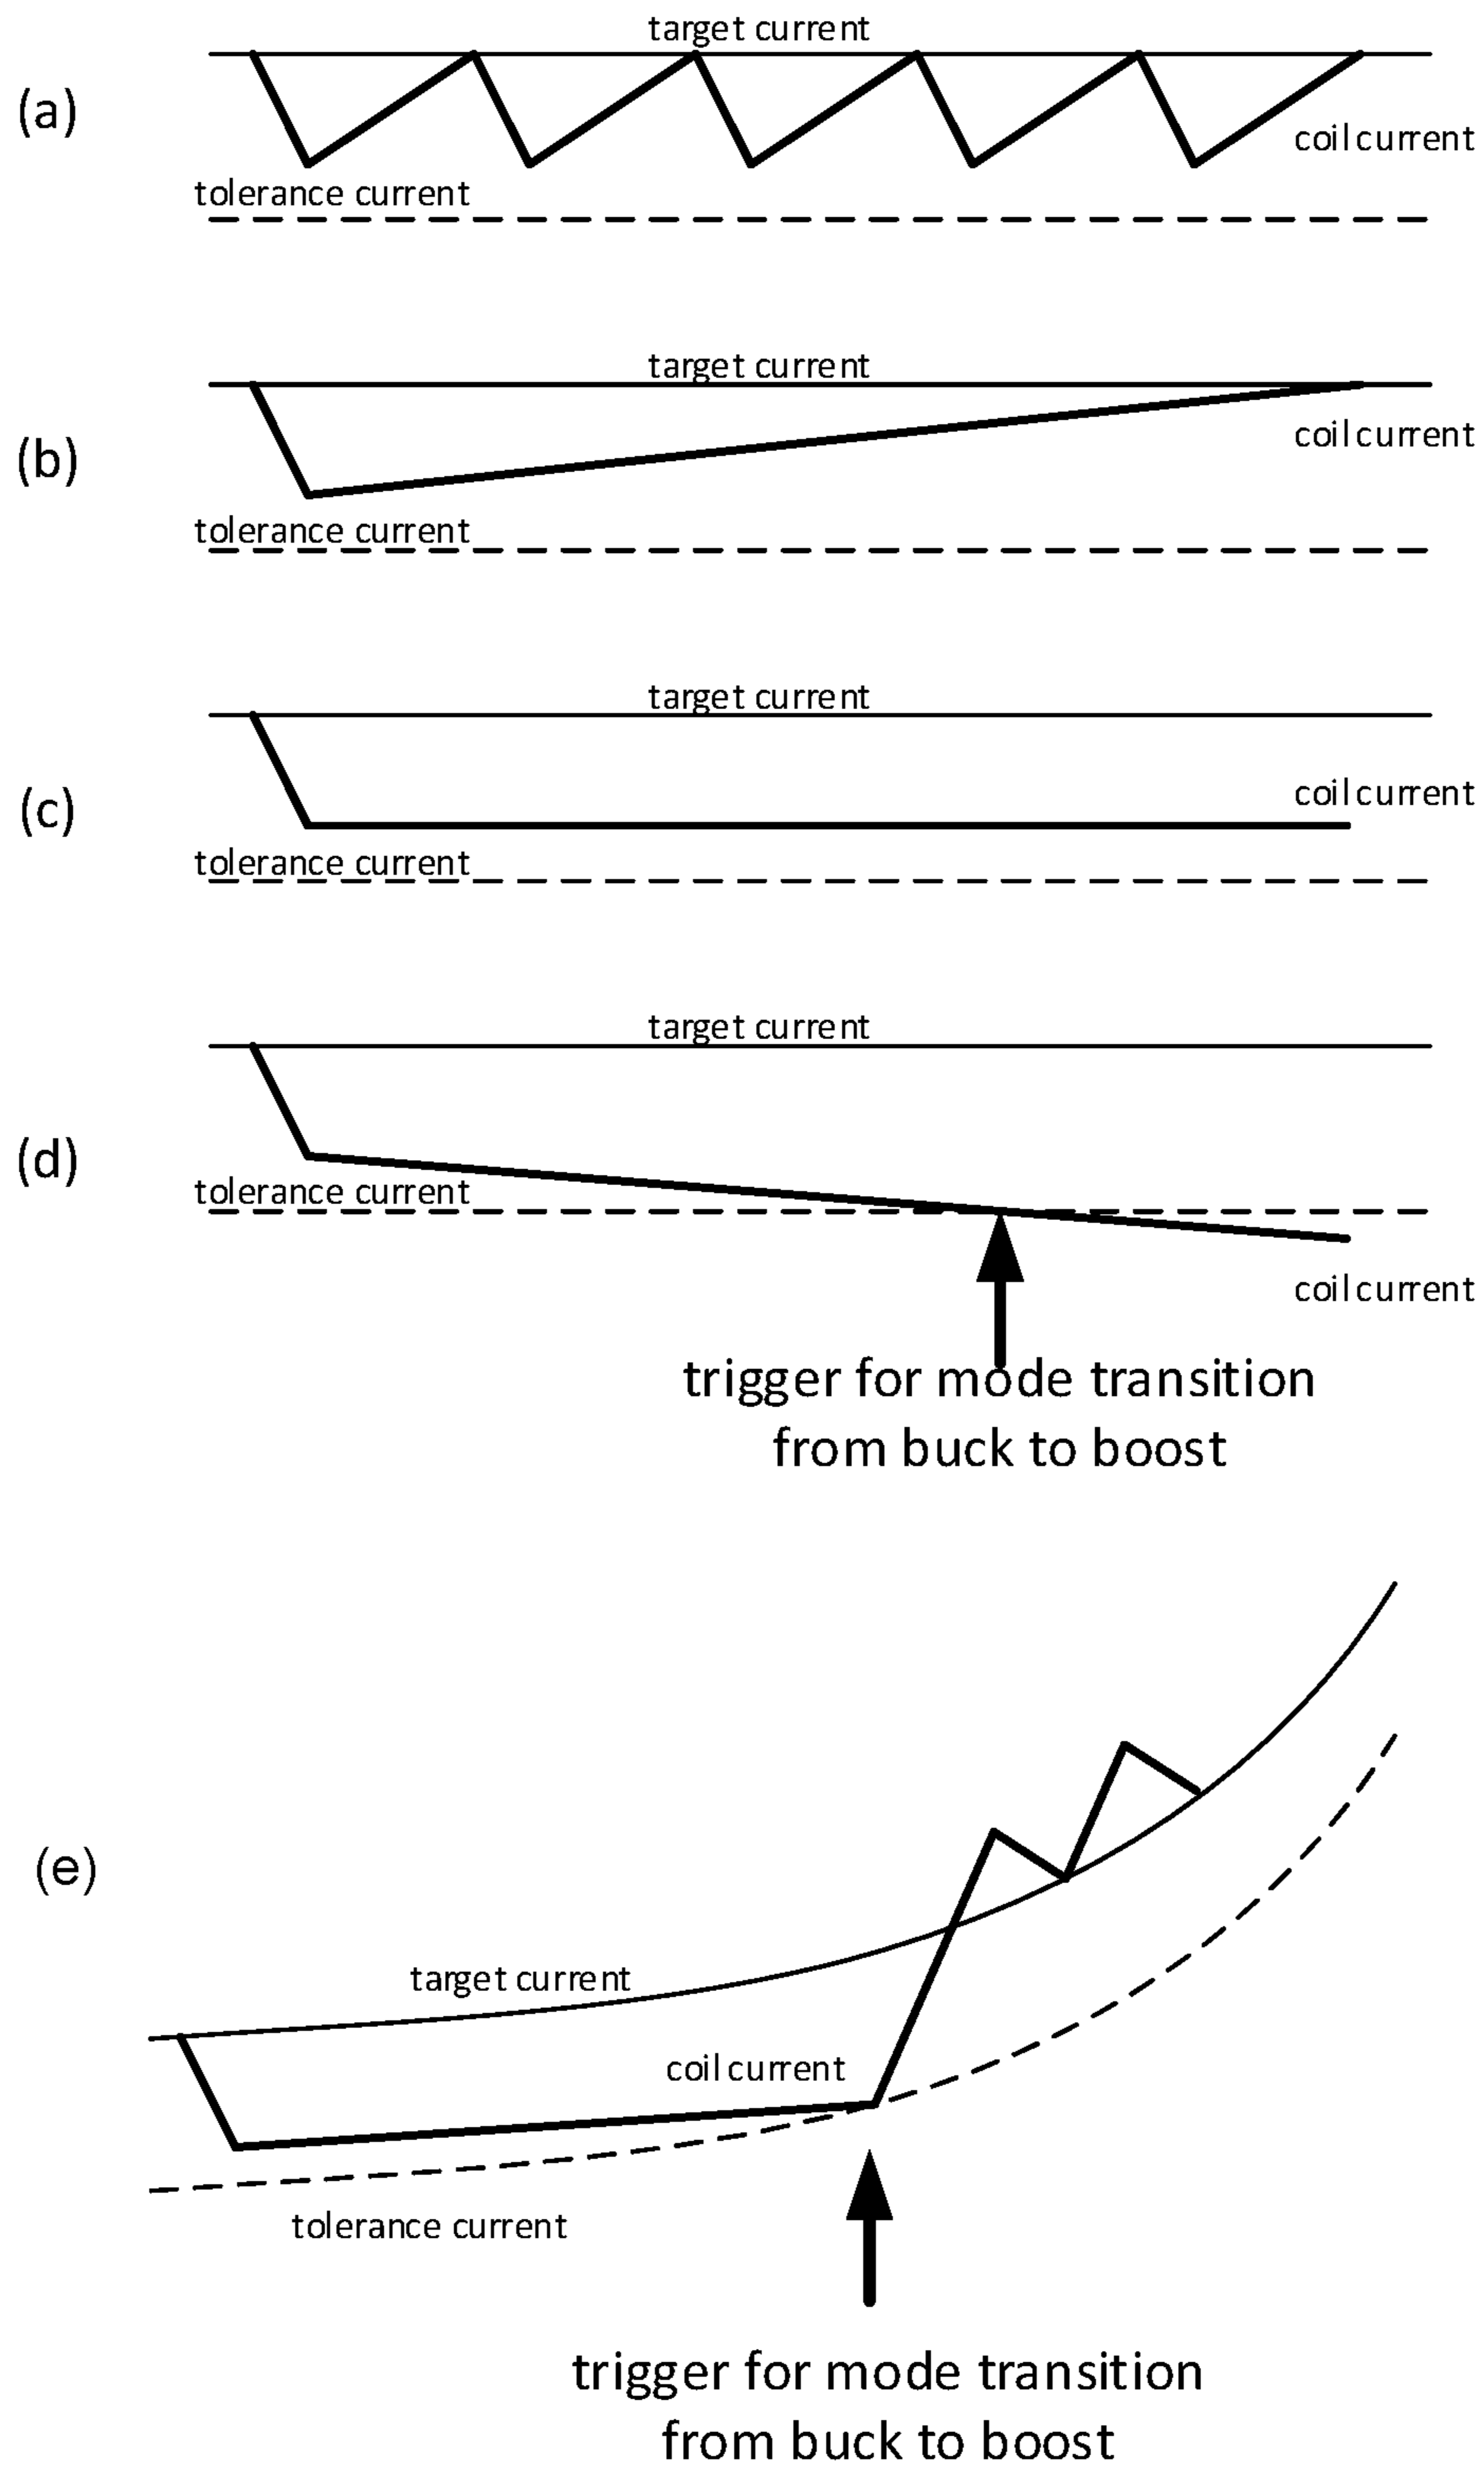 target current
(a)
coil current
tolerance current
target current
(b)
coil current
tolerance current
target current
(c)
coil current
tolerance current
target current
(d)
tolerance current
coil current
trigger for mode transition
from buck to boost
(e)
target current
coil current
tolerance current
trigger for mode transition
from buck to boost